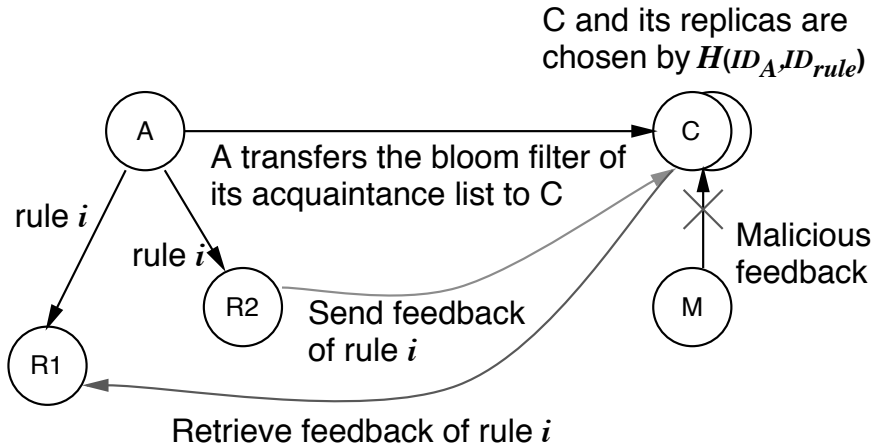 C and its replicas are
chosen by H(ID_A,ID_rule)
A
C
A transfers the bloom filter of
its acquaintance list to C
rule i
rule i
Malicious
feedback
R2
Send feedback
of rule i
M
R1
Retrieve feedback of rule i